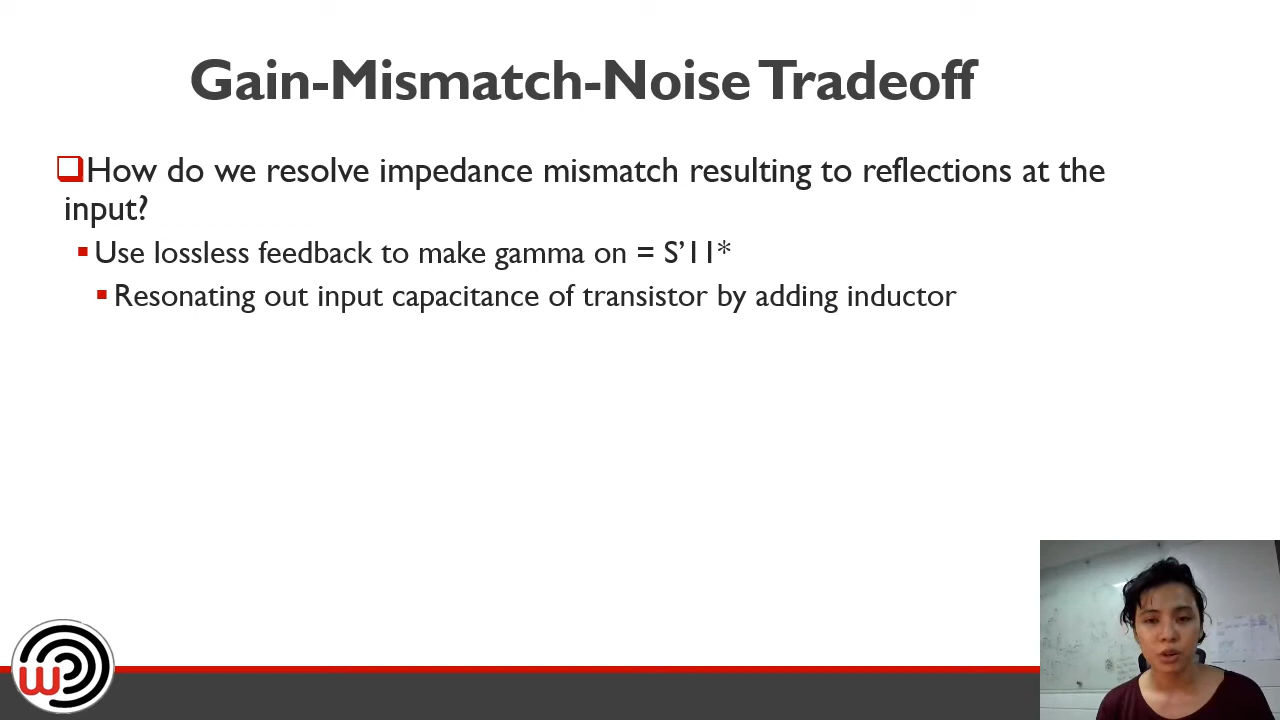 Gain-Mismatch-Noise Tradeoff
How do we resolve impedance mismatch resulting to reflections at the
input?
Use lossless feedback to make gamma on = S’11*
Resonating out input capacitance of transistor by adding inductor
w